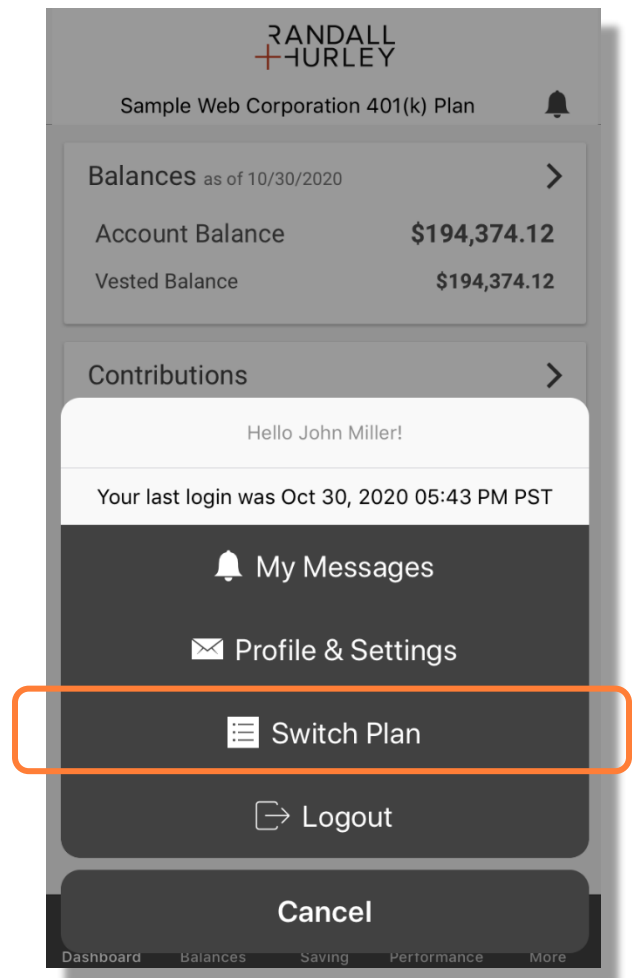 RANDALL
HURLEY
Sample Web Corporation 401(k) Plan
Balances as of 10/30/2020
Account Balance $194,374.12
Vested Balance $194,374.12
Contributions
Hello John Miller!
Your last login was Oct 30, 2020 05:43 PM PST
My Messages
Profile & Settings
Switch Plan
Logout
Cancel
Dashboard Balances Saving Performance More